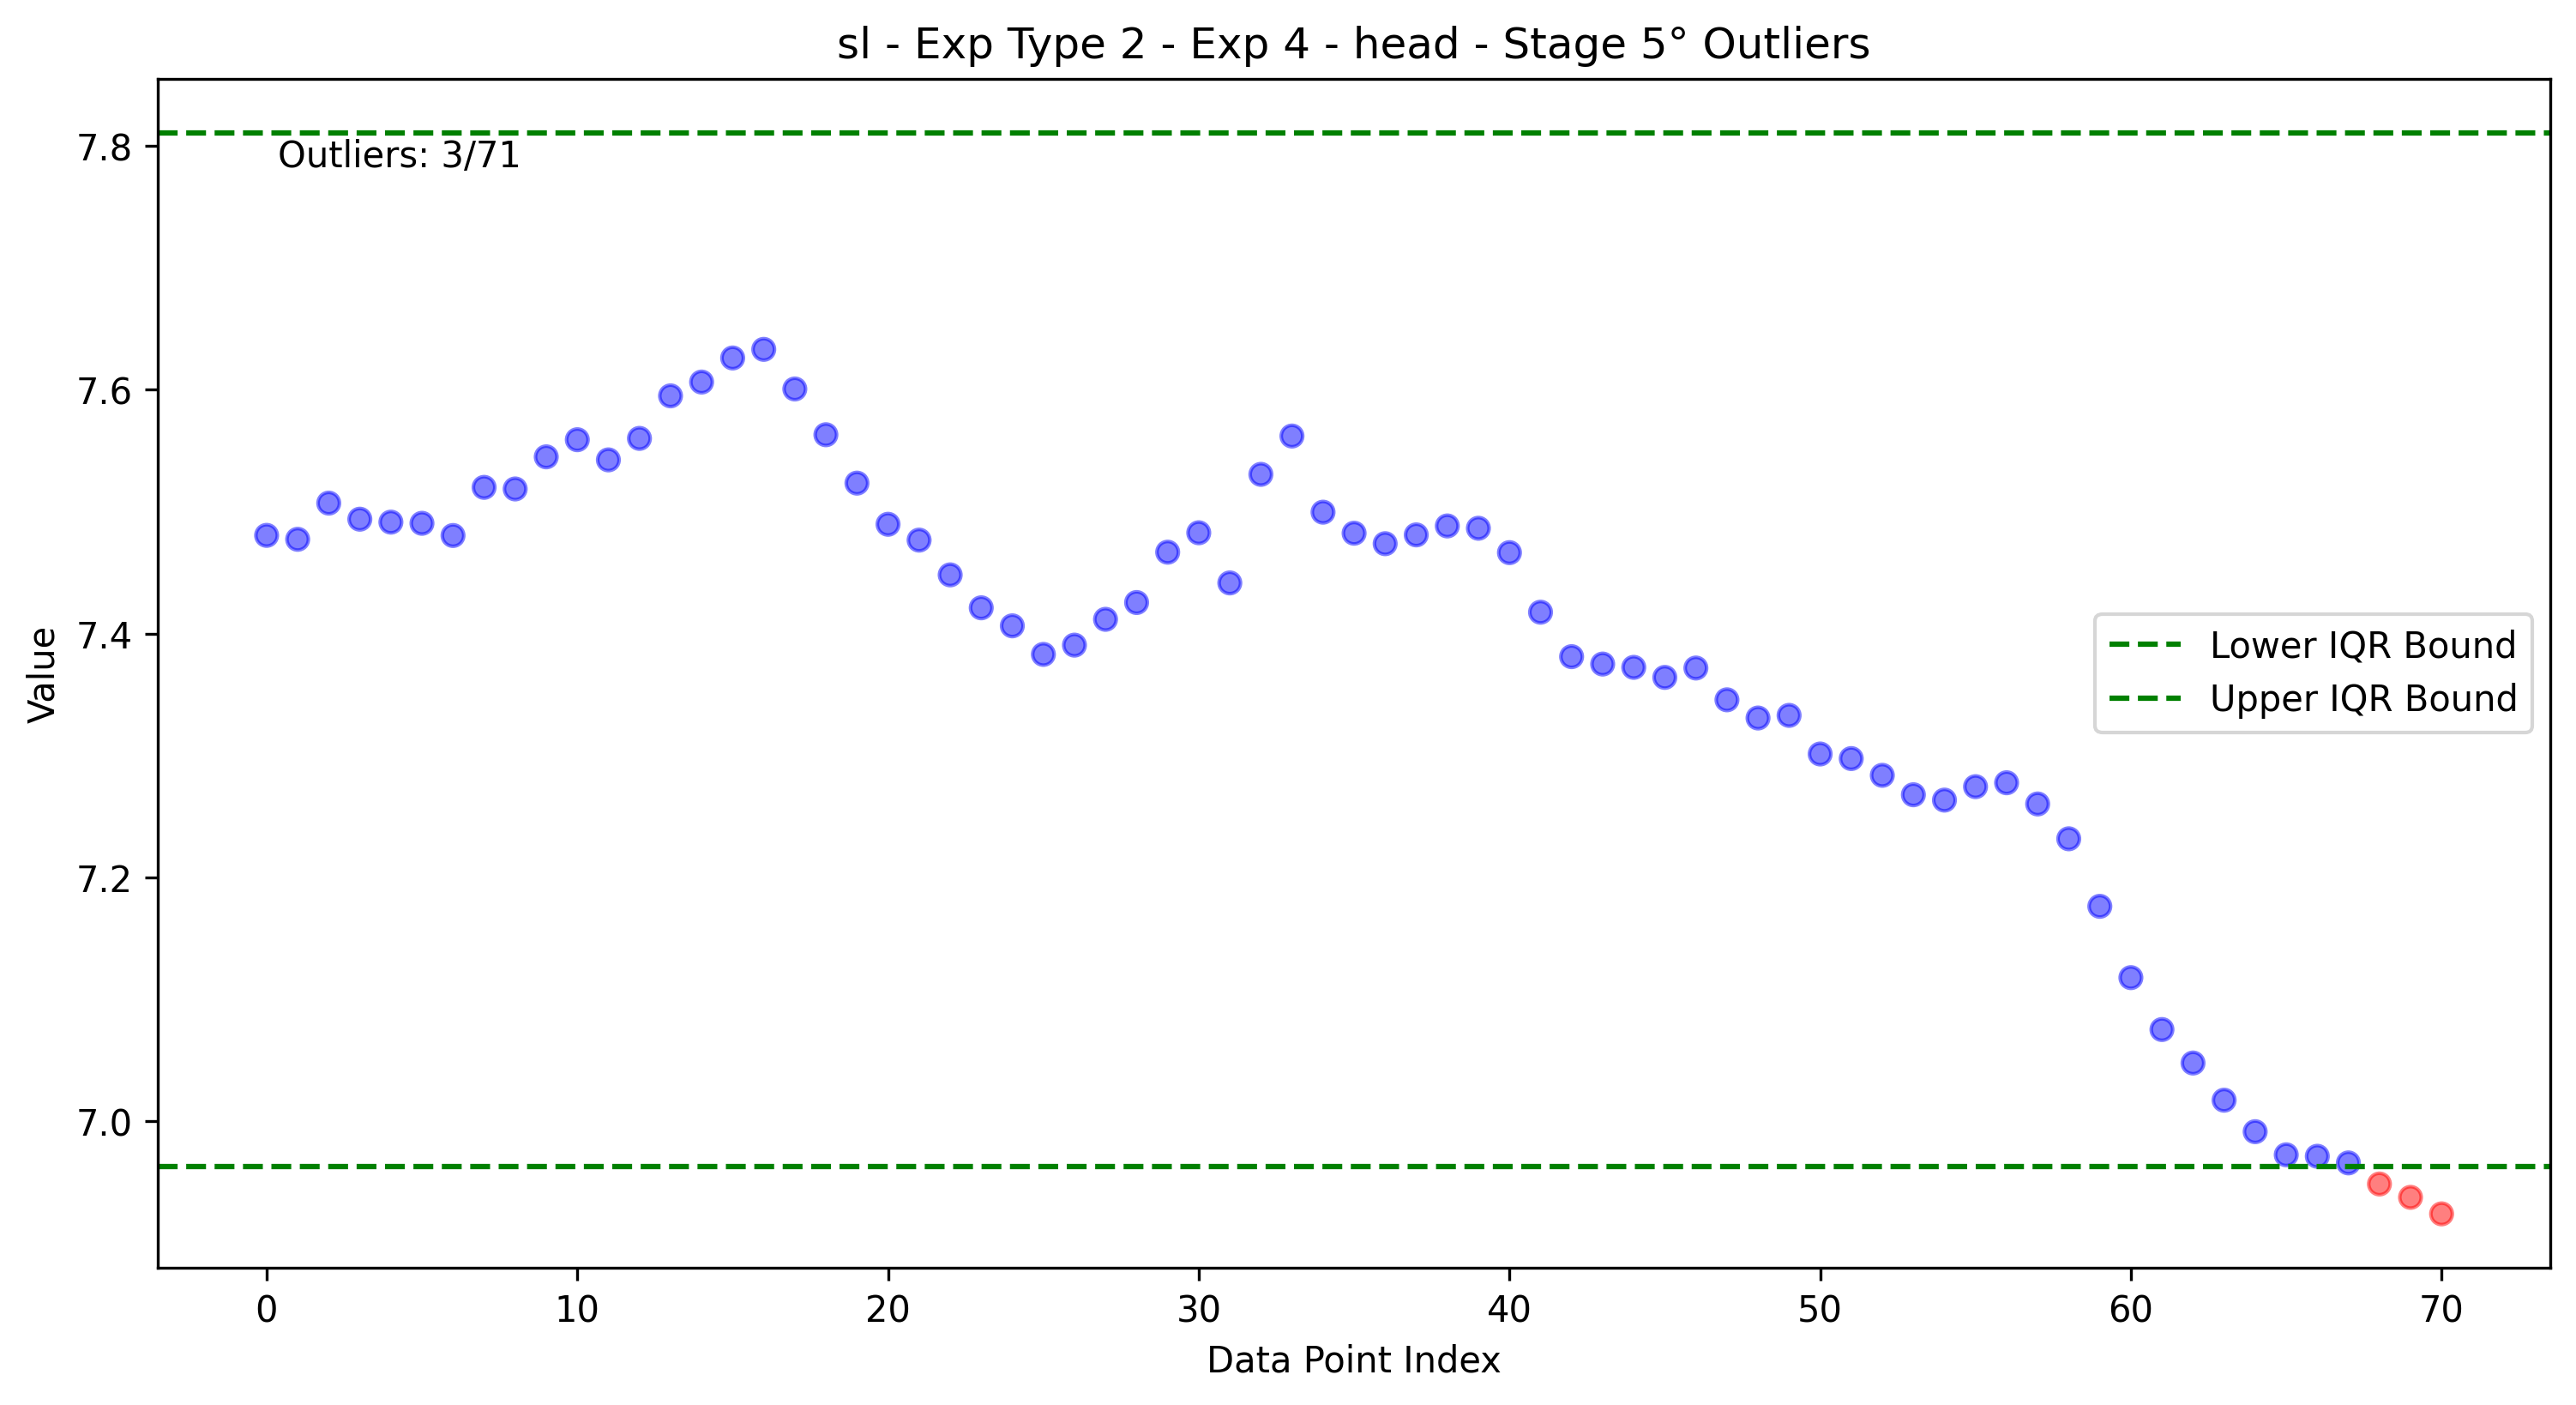 sl - Exp Type 2 - Exp 4 - head - Stage 5° Outliers
Outliers: 3/71
7.8
7.6
7.4
7.2
7.0
Value
Lower IQR Bound
Upper IQR Bound
0 10 20 30 40 50 60 70
Data Point Index